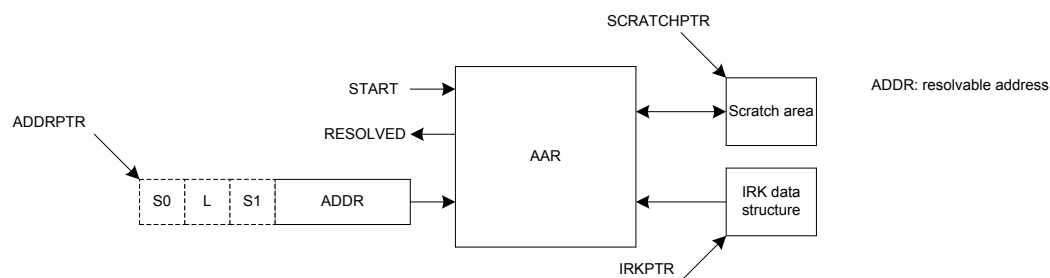 SCRATCHPTR
START
ADDR: resolvable address
Scratch area
ADDRPTR
RESOLVED
AAR
S0 L S1 ADDR
IRK data
structure
IRKPTR